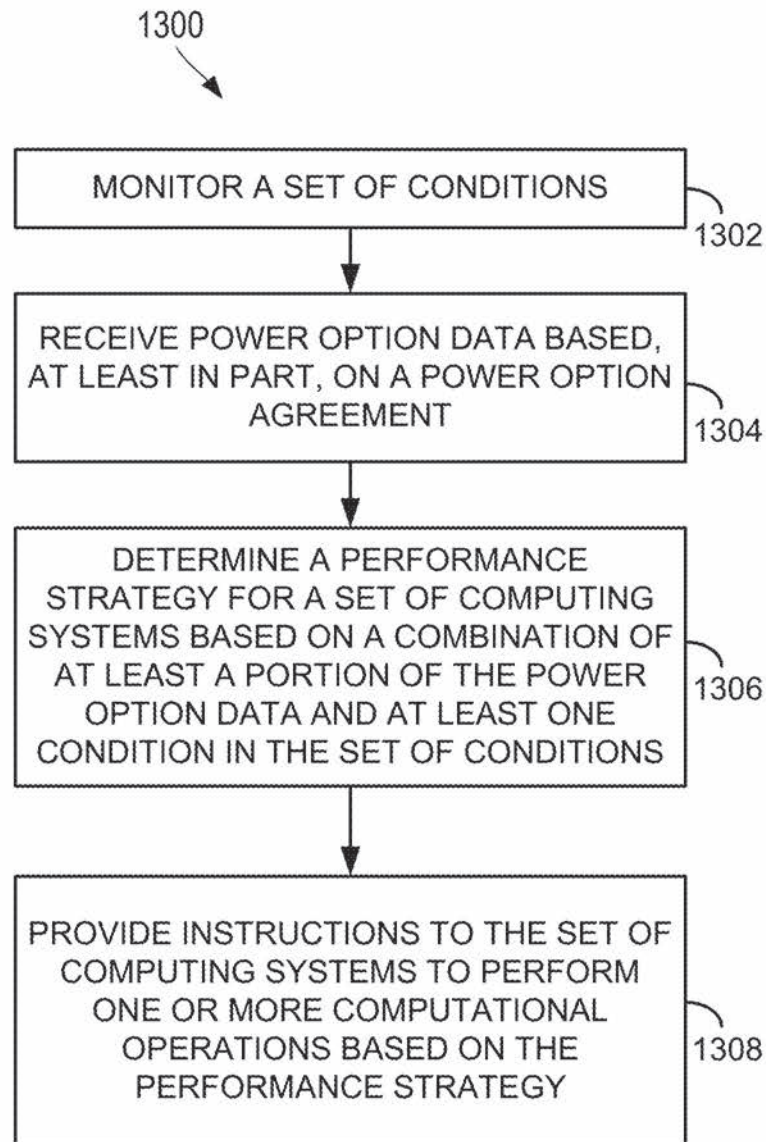 1300
MONITOR A SET OF CONDITIONS
1302
RECEIVE POWER OPTION DATA BASED,
AT LEAST IN PART, ON A POWER OPTION
AGREEMENT
1304
DETERMINE A PERFORMANCE
STRATEGY FOR A SET OF COMPUTING
SYSTEMS BASED ON A COMBINATION OF
AT LEAST A PORTION OF THE POWER
OPTION DATA AND AT LEAST ONE
CONDITION IN THE SET OF CONDITIONS
1306
PROVIDE INSTRUCTIONS TO THE SET OF
COMPUTING SYSTEMS TO PERFORM
ONE OR MORE COMPUTATIONAL
OPERATIONS BASED ON THE
PERFORMANCE STRATEGY
1308